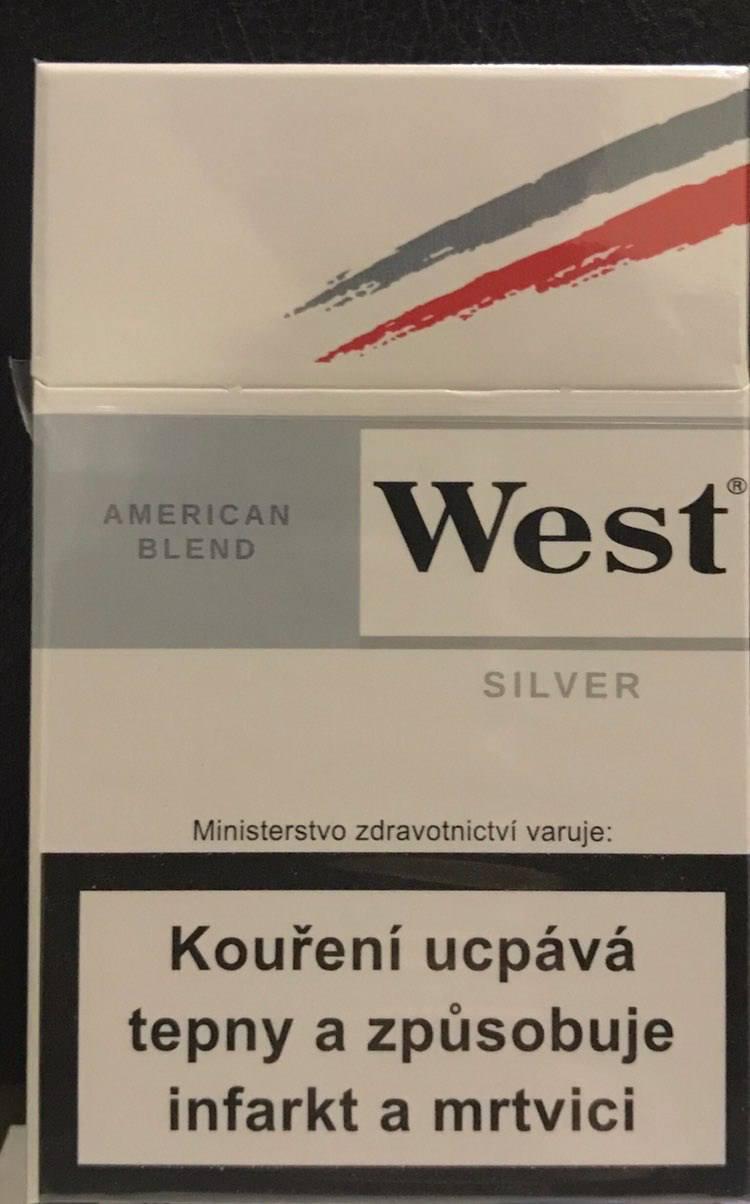 AMERICAN
BLEND
West®
SILVER
Ministerstvo zdravotnictví varuje:
Kouření ucpává
tepny a způsobuje
infarkt a mrtvici